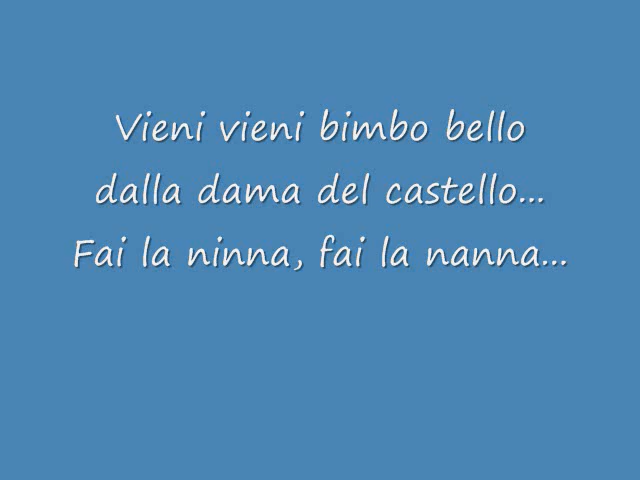 Vieni vieni bimbo bello
dalla dama del castello...
Fai la ninna, fai la nanna...